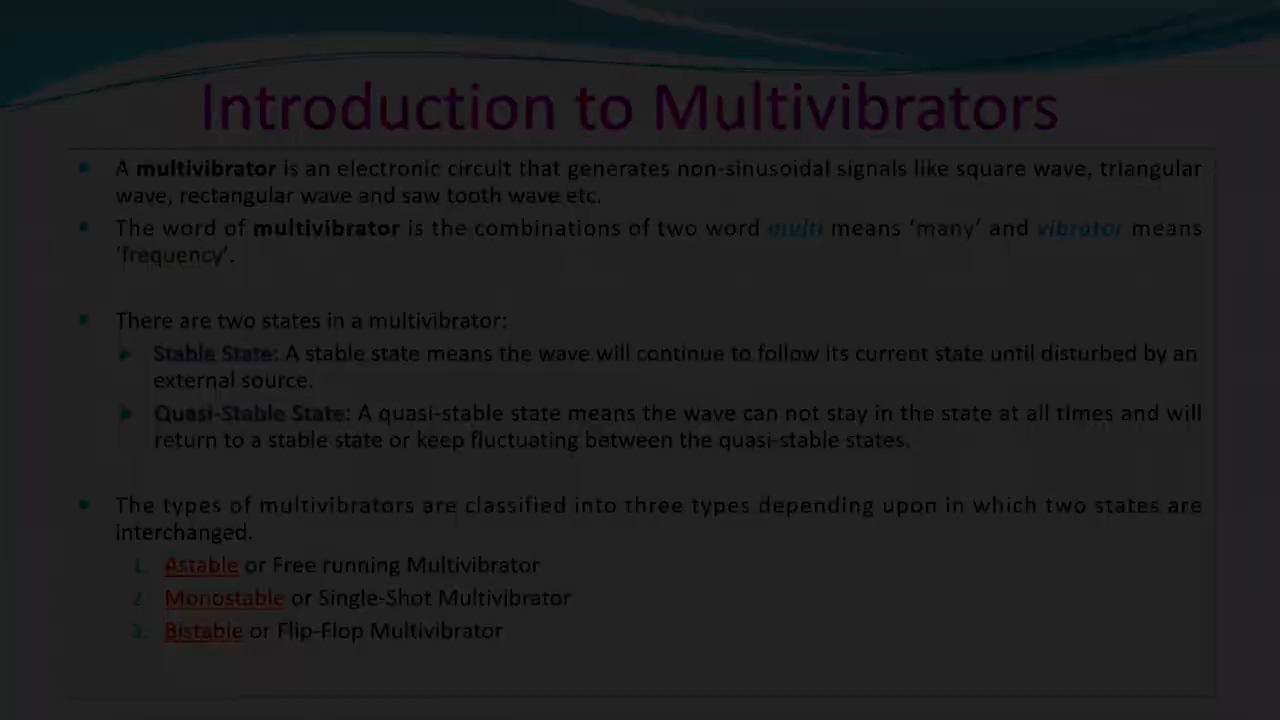 Introduction to Multivibrators
A multivibrator is an electronic circuit that generates non-sinusoidal signals like square wave, triangular
wave, rectangular wave and saw tooth wave etc.
The word of multivibrator is the combinations of two word multi means ‘many’ and vibrator means
‘frequency’.
There are two states in a multivibrator:
Stable State: A stable state means the wave will continue to follow its current state until disturbed by an
external source.
Quasi-Stable State: A quasi-stable state means the wave can not stay in the state at all times and will
return to a stable state or keep fluctuating between the quasi-stable states.
The types of multivibrators are classified into three types depending upon in which two states are
interchanged.
1. Astable or Free running Multivibrator
2. Monostable or Single-Shot Multivibrator
3. Bistable or Flip-Flop Multivibrator